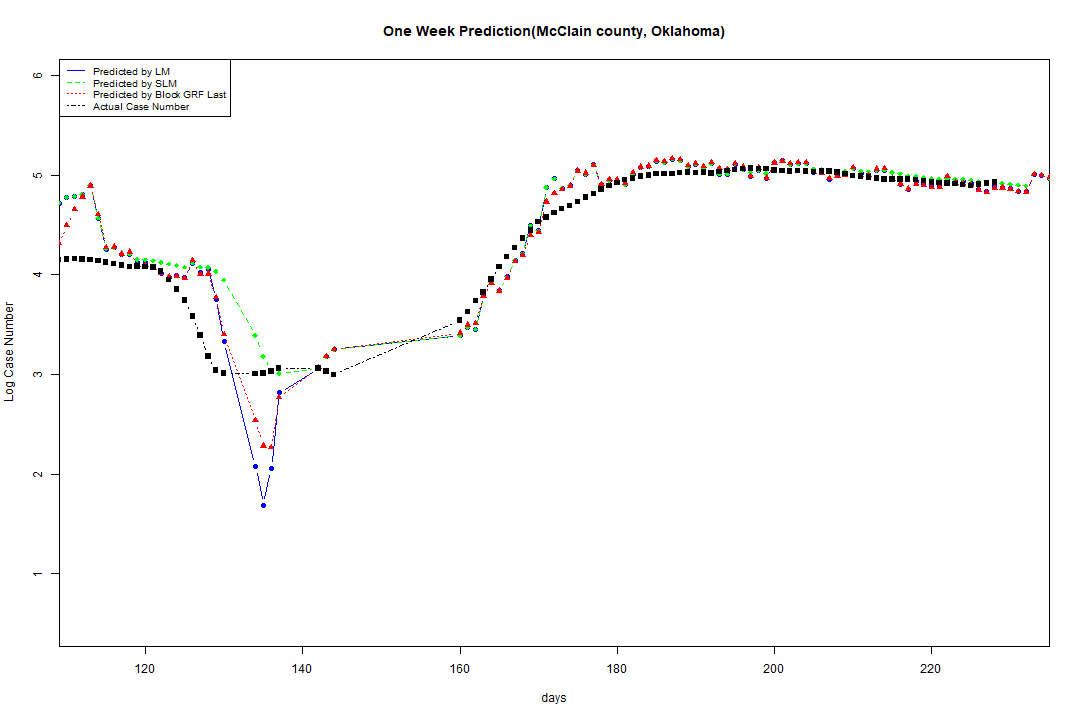 One Week Prediction(McClain county, Oklahoma)
Predicted by LM
Predicted by SLM
Predicted by Block GRF Last
Actual Case Number
6
5
4
3
2
1
Log Case Number
120 140 160 180 200 220
days